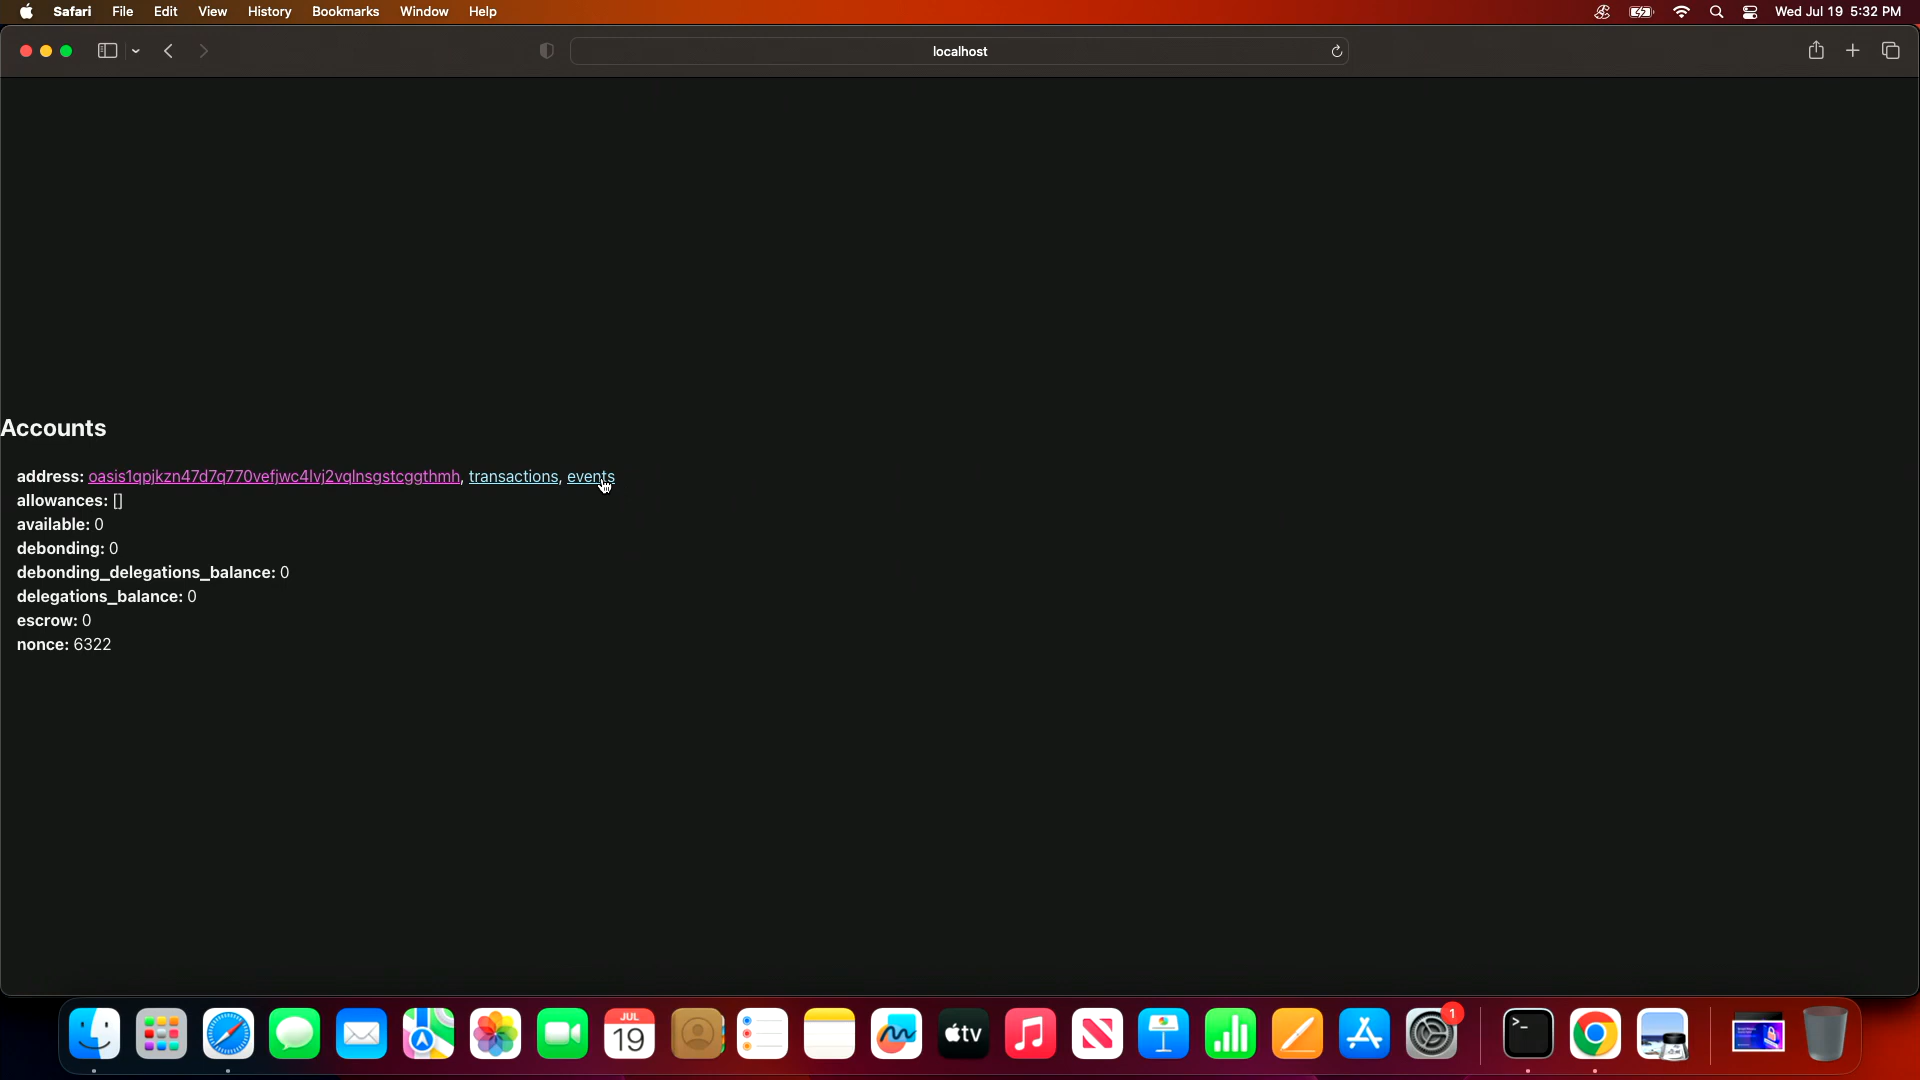 Safari File Edit View History Bookmarks Window Help Wed Jul 19 5:32 PM
localhost
Accounts
address: oasis1qpjkzn47d7q770vefjwc4lvj2vqlnsgstcggthmh, transactions, events
allowances: []
available: 0
debonding: 0
debonding_delegations_balance: 0
delegations_balance: 0
escrow: 0
nonce: 6322
JUL
19
tv
1
>_